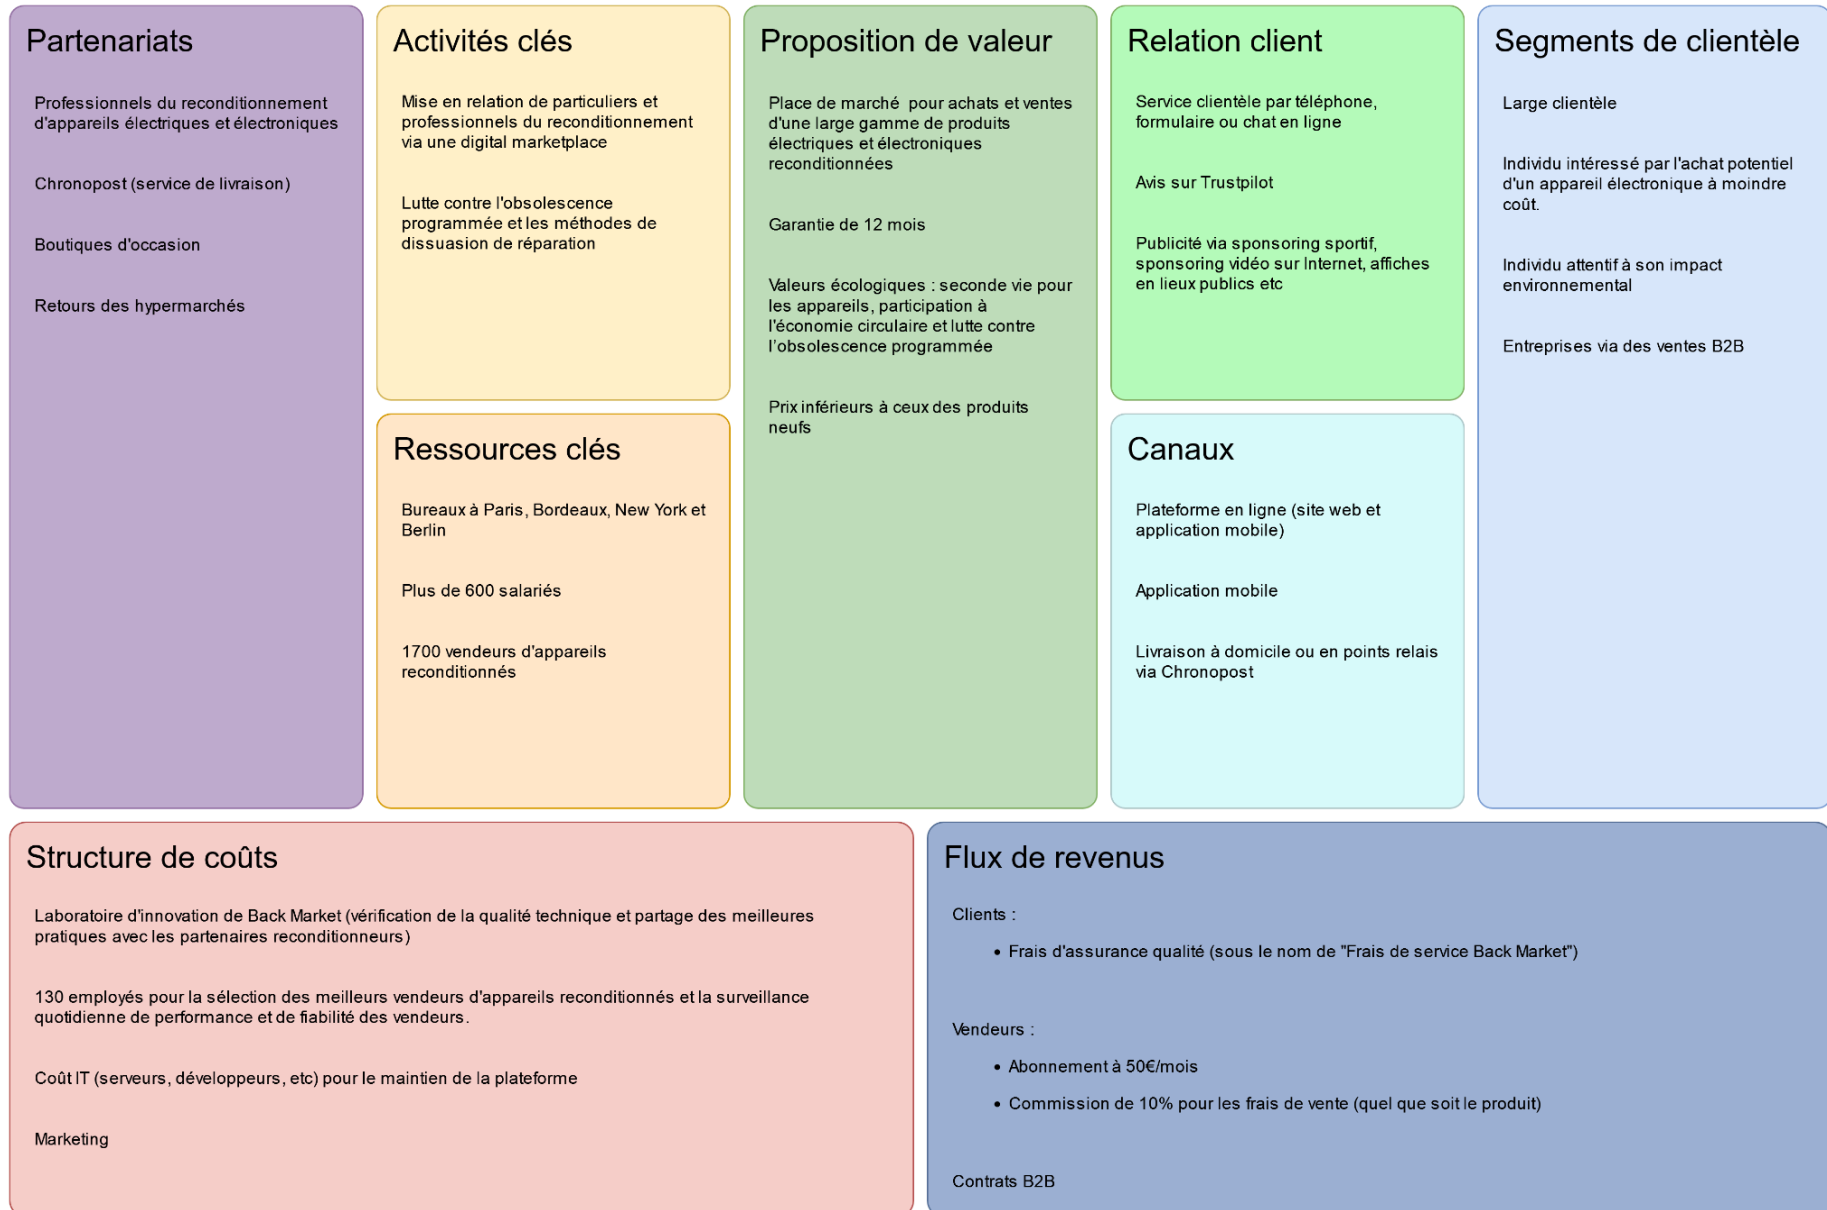 Partenariats
Professionnels du reconditionnement
d'appareils électriques et électroniques
Chronopost (service de livraison)
Boutiques d'occasion
Retours des hypermarchés
Activités clés
Mise en relation de particuliers et
professionnels du reconditionnement
via une digital marketplace
Lutte contre l'obsolescence
programmée et les méthodes de
dissuasion de réparation
Ressources clés
Bureaux à Paris, Bordeaux, New York et
Berlin
Plus de 600 salariés
1700 vendeurs d'appareils
reconditionnés
Proposition de valeur
Place de marché pour achats et ventes
d'une large gamme de produits
électriques et électroniques
reconditionnées
Garantie de 12 mois
Valeurs écologiques : seconde vie pour
les appareils, participation à
l'économie circulaire et lutte contre
l’obsolescence programmée
Prix inférieurs à ceux des produits
neufs
Relation client
Service clientèle par téléphone,
formulaire ou chat en ligne
Avis sur Trustpilot
Publicité via sponsoring sportif,
sponsoring vidéo sur Internet, affiches
en lieux publics etc
Canaux
Plateforme en ligne (site web et
application mobile)
Application mobile
Livraison à domicile ou en points relais
via Chronopost
Segments de clientèle
Large clientèle
Individu intéressé par l'achat potentiel
d'un appareil électronique à moindre
coût.
Individu attentif à son impact
environnemental
Entreprises via des ventes B2B
Structure de coûts
Laboratoire d'innovation de Back Market (vérification de la qualité technique et partage des meilleures
pratiques avec les partenaires reconditionneurs)
130 employés pour la sélection des meilleurs vendeurs d'appareils reconditionnés et la surveillance
quotidienne de performance et de fiabilité des vendeurs.
Coût IT (serveurs, développeurs, etc) pour le maintien de la plateforme
Marketing
Flux de revenus
Clients :
• Frais d'assurance qualité (sous le nom de "Frais de service Back Market")
Vendeurs :
• Abonnement à 50€/mois
• Commission de 10% pour les frais de vente (quel que soit le produit)
Contrats B2B